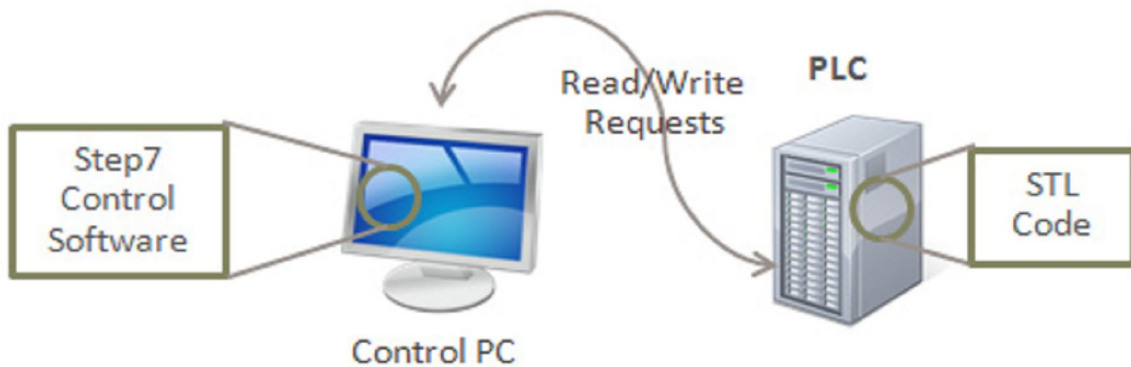 Read/Write
Requests
PLC
Step7
Control
Software
STL
Code
Control PC